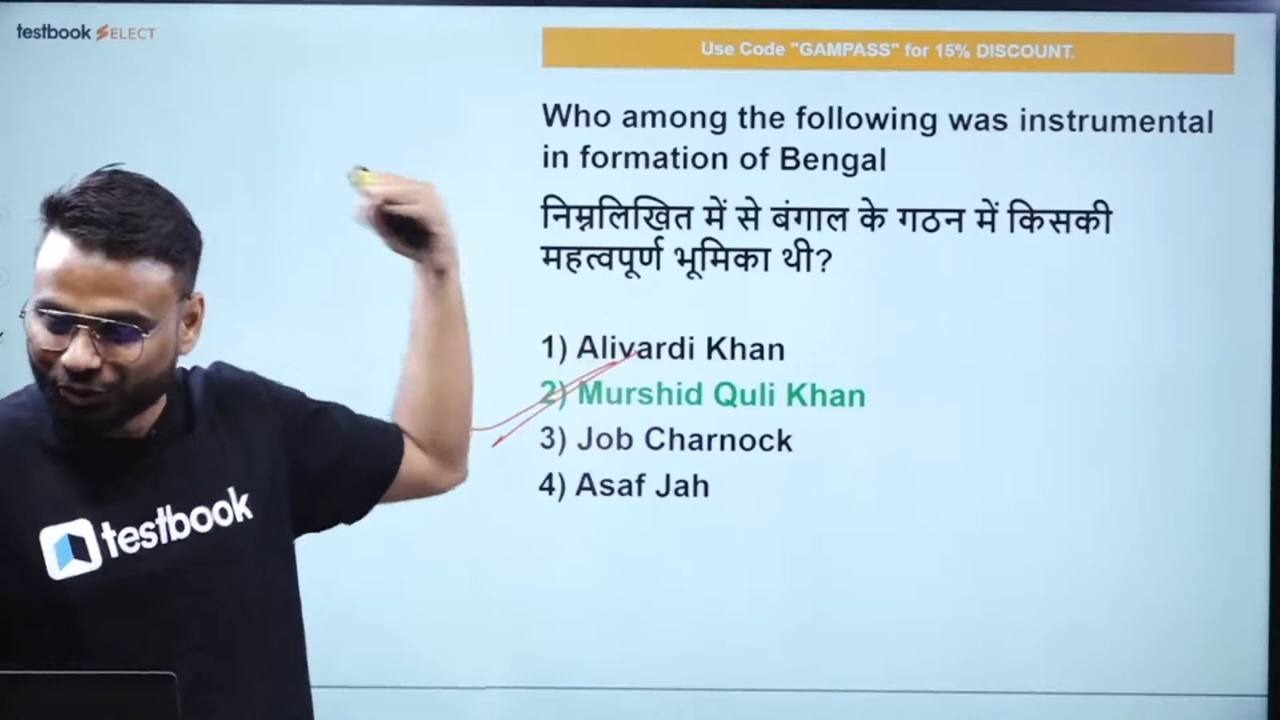 testbook SELECT
Use Code "GAMPASS" for 15% DISCOUNT.
Who among the following was instrumental
in formation of Bengal
निम्नलिखित में से बंगाल के गठन में किसकी
महत्वपूर्ण भूमिका थी?
1) Alivardi Khan
2) Murshid Quli Khan
3) Job Charnock
4) Asaf Jah
testbook